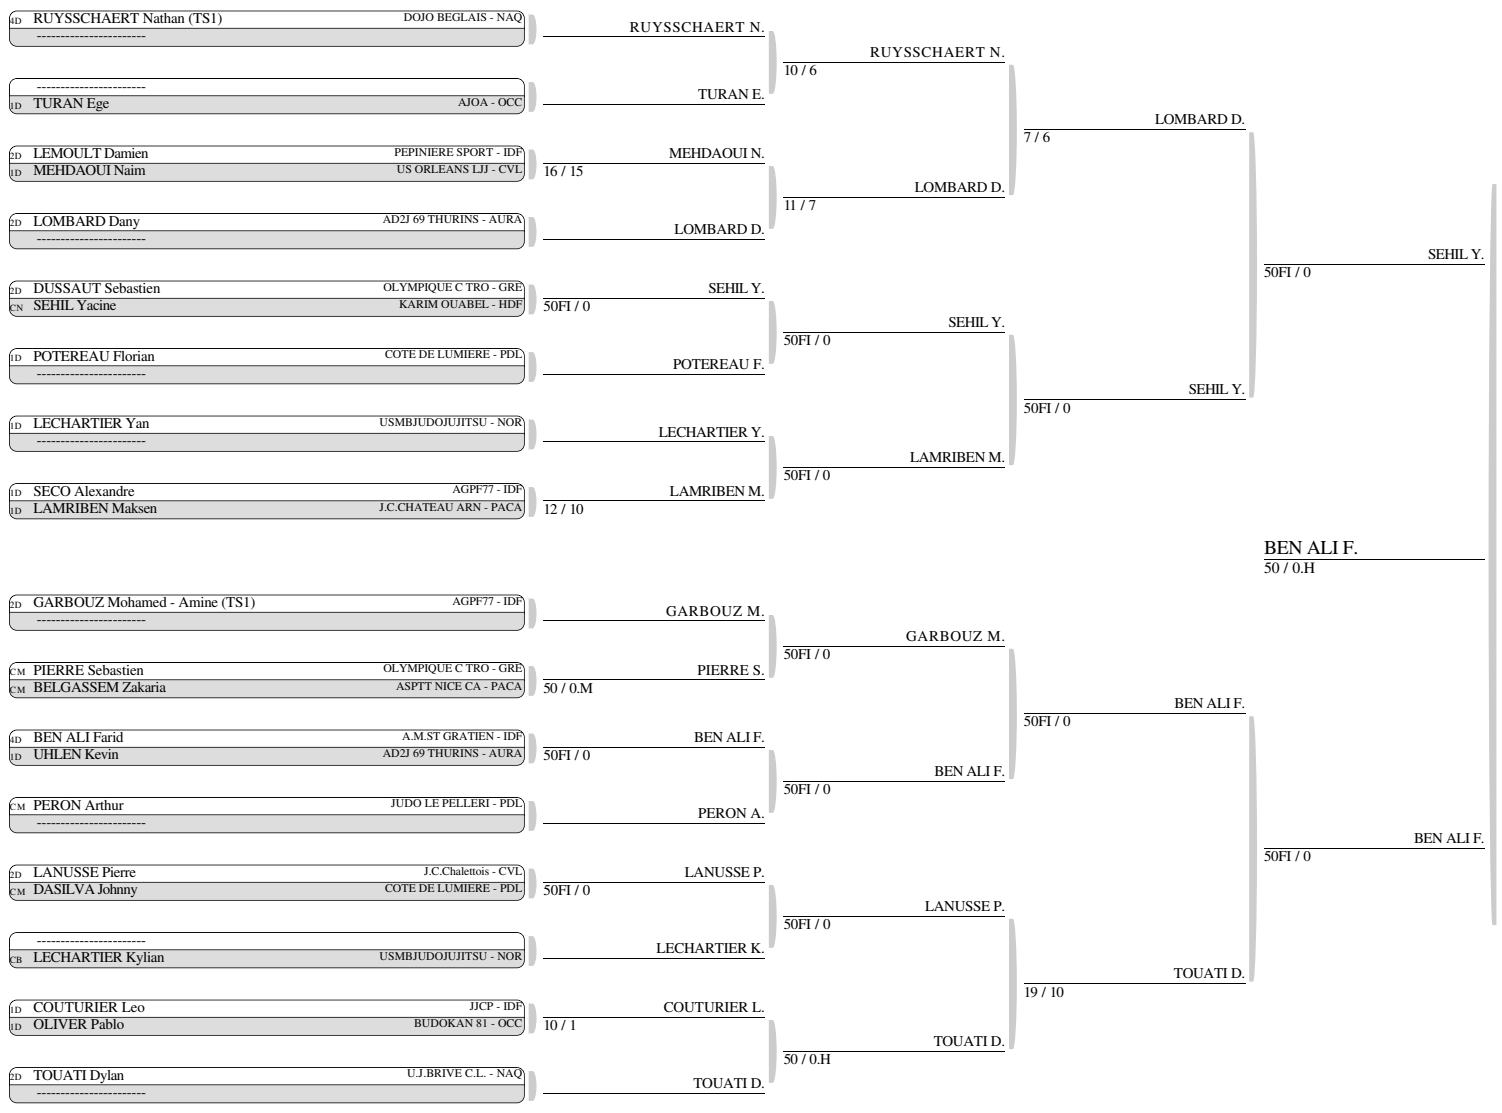 4D RUYSSCHAERT Nathan (TS1) DOJO BEGLAIS - NAQ
-----------------------
-----------------------
1D TURAN Ege AJOA - OCC
2D LEMOULT Damien PEPINIERE SPORT - IDF
1D MEHDAOUI Naim US ORLEANS LJJ - CVL
2D LOMBARD Dany AD2J 69 THURINS - AURA
-----------------------
2D DUSSAUT Sebastien OLYMPIQUE C TRO - GRE
CN SEHIL Yacine KARIM OUABEL - HDF
1D POTEREAU Florian COTE DE LUMIERE - PDL
-----------------------
1D LECHARTIER Yan USMBJUDOJUJITSU - NOR
-----------------------
1D SECO Alexandre AGPF77 - IDF
1D LAMRIBEN Maksen J.C.CHATEAU ARN - PACA
2D GARBOUZ Mohamed - Amine (TS1) AGPF77 - IDF
-----------------------
CM PIERRE Sebastien OLYMPIQUE C TRO - GRE
CM BELGASSEM Zakaria ASPTT NICE CA - PACA
4D BEN ALI Farid A.M.ST GRATIEN - IDF
1D UHLEN Kevin AD2J 69 THURINS - AURA
CM PERON Arthur JUDO LE PELLERI - PDL
-----------------------
2D LANUSSE Pierre J.C.Chalettois - CVL
CM DASILVA Johnny COTE DE LUMIERE - PDL
-----------------------
CB LECHARTIER Kylian USMBJUDOJUJITSU - NOR
1D COUTURIER Leo JJCP - IDF
1D OLIVER Pablo BUDOKAN 81 - OCC
2D TOUATI Dylan U.J.BRIVE C.L. - NAQ
-----------------------
RUYSSCHAERT N.
TURAN E.
MEHDAOUI N.
16 / 15
LOMBARD D.
SEHIL Y.
50FI / 0
POTEREAU F.
LECHARTIER Y.
LAMRIBEN M.
12 / 10
GARBOUZ M.
PIERRE S.
50 / 0.M
BEN ALI F.
50FI / 0
PERON A.
LANUSSE P.
50FI / 0
LECHARTIER K.
COUTURIER L.
10 / 1
TOUATI D.
RUYSSCHAERT N.
10 / 6
LOMBARD D.
11 / 7
SEHIL Y.
50FI / 0
LAMRIBEN M.
50FI / 0
GARBOUZ M.
50FI / 0
BEN ALI F.
50FI / 0
LANUSSE P.
50FI / 0
TOUATI D.
50 / 0.H
LOMBARD D.
7 / 6
SEHIL Y.
50FI / 0
BEN ALI F.
50FI / 0
TOUATI D.
19 / 10
SEHIL Y.
50FI / 0
BEN ALI F.
50 / 0.H
BEN ALI F.
50FI / 0